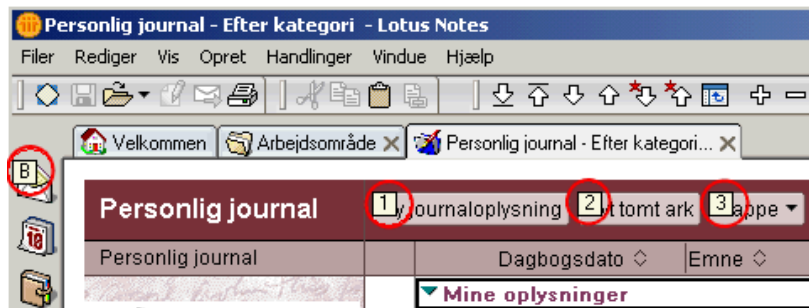 Personlig journal - Efter kategori - Lotus Notes
Filer Rediger Vis Opret Handlinger Vindue Hjælp
Velkommen Arbejdsområde Personlig journal - Efter kategori...
B
18
Personlig journal 1 y journaloplysning 2 t tomt ark 3 appe
Personlig journal Dagbogsdato Emne
Mine oplysninger